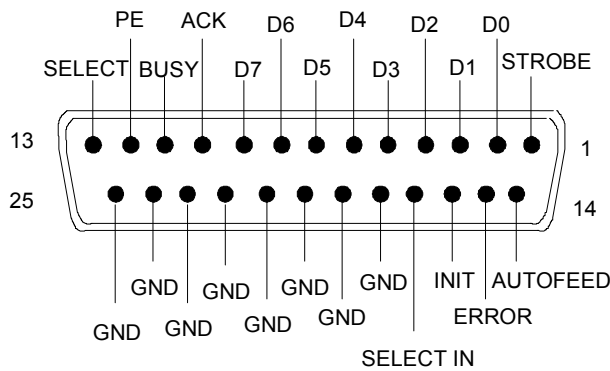 PE ACK D6 D4 D2 D0
SELECT BUSY D7 D5 D3 D1 STROBE
13 1
25 14
GND GND GND GND INIT AUTOFEED
GND GND GND GND ERROR
SELECT IN